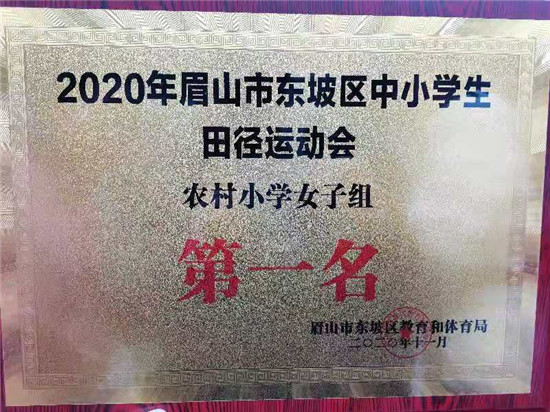 2020年眉山市东坡区中小学生
田径运动会
农村小学女子组
第一名
眉山市东坡区教育和体育局
二〇二〇年十一月